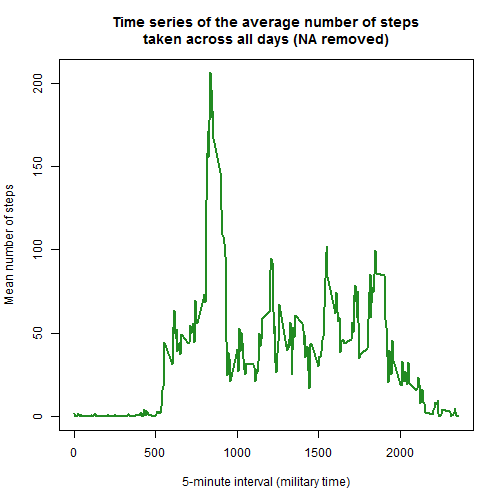 Time series of the average number of steps
taken across all days (NA removed)
Mean number of steps
200
150
100
50
0
0 500 1000 1500 2000
5-minute interval (military time)